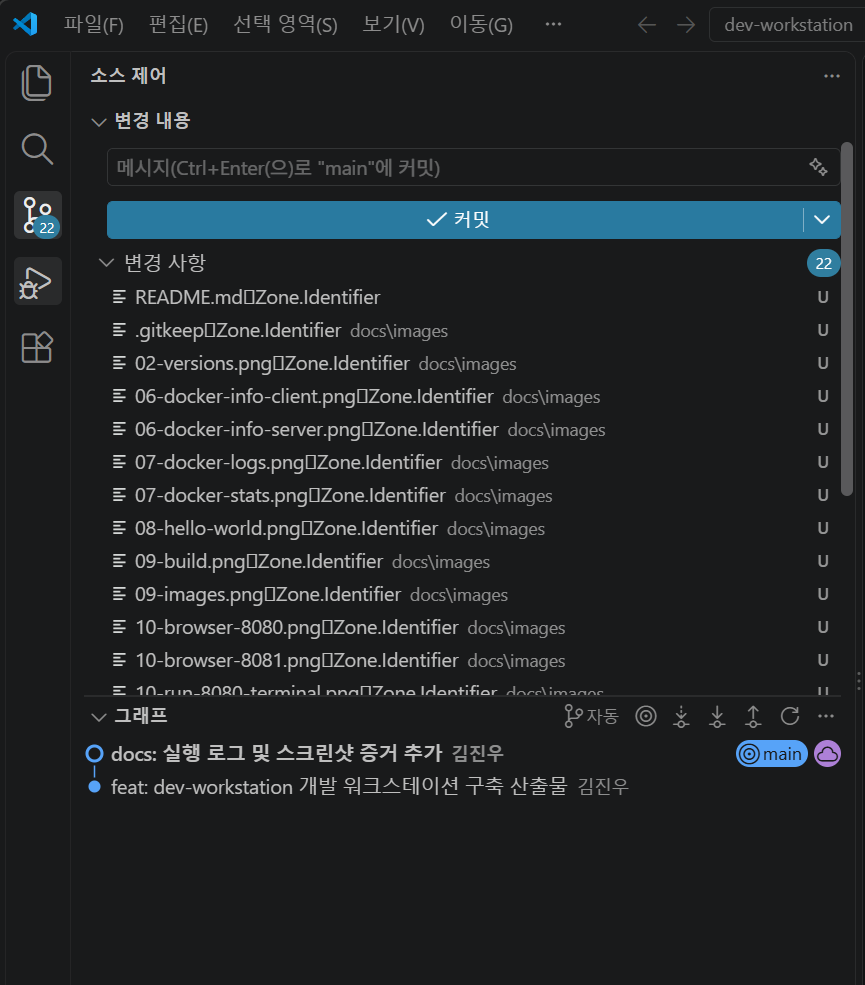 파일(F) 편집(E) 선택 영역(S) 보기(V) 이동(G) ··· dev-workstation
소스 제어
변경 내용
메시지(Ctrl+Enter(으)로 "main"에 커밋)
커밋
22
변경 사항 22
README.md▯Zone.Identifier U
.gitkeep▯Zone.Identifier docs\images U
02-versions.png▯Zone.Identifier docs\images U
06-docker-info-client.png▯Zone.Identifier docs\images U
06-docker-info-server.png▯Zone.Identifier docs\images U
07-docker-logs.png▯Zone.Identifier docs\images U
07-docker-stats.png▯Zone.Identifier docs\images U
08-hello-world.png▯Zone.Identifier docs\images U
09-build.png▯Zone.Identifier docs\images U
09-images.png▯Zone.Identifier docs\images U
10-browser-8080.png▯Zone.Identifier docs\images U
10-browser-8081.png▯Zone.Identifier docs\images U
10-run-8080-terminal.png▯Zone.Identifier docs\images U
그래프 자동
docs: 실행 로그 및 스크린샷 증거 추가 김진우 main
feat: dev-workstation 개발 워크스테이션 구축 산출물 김진우